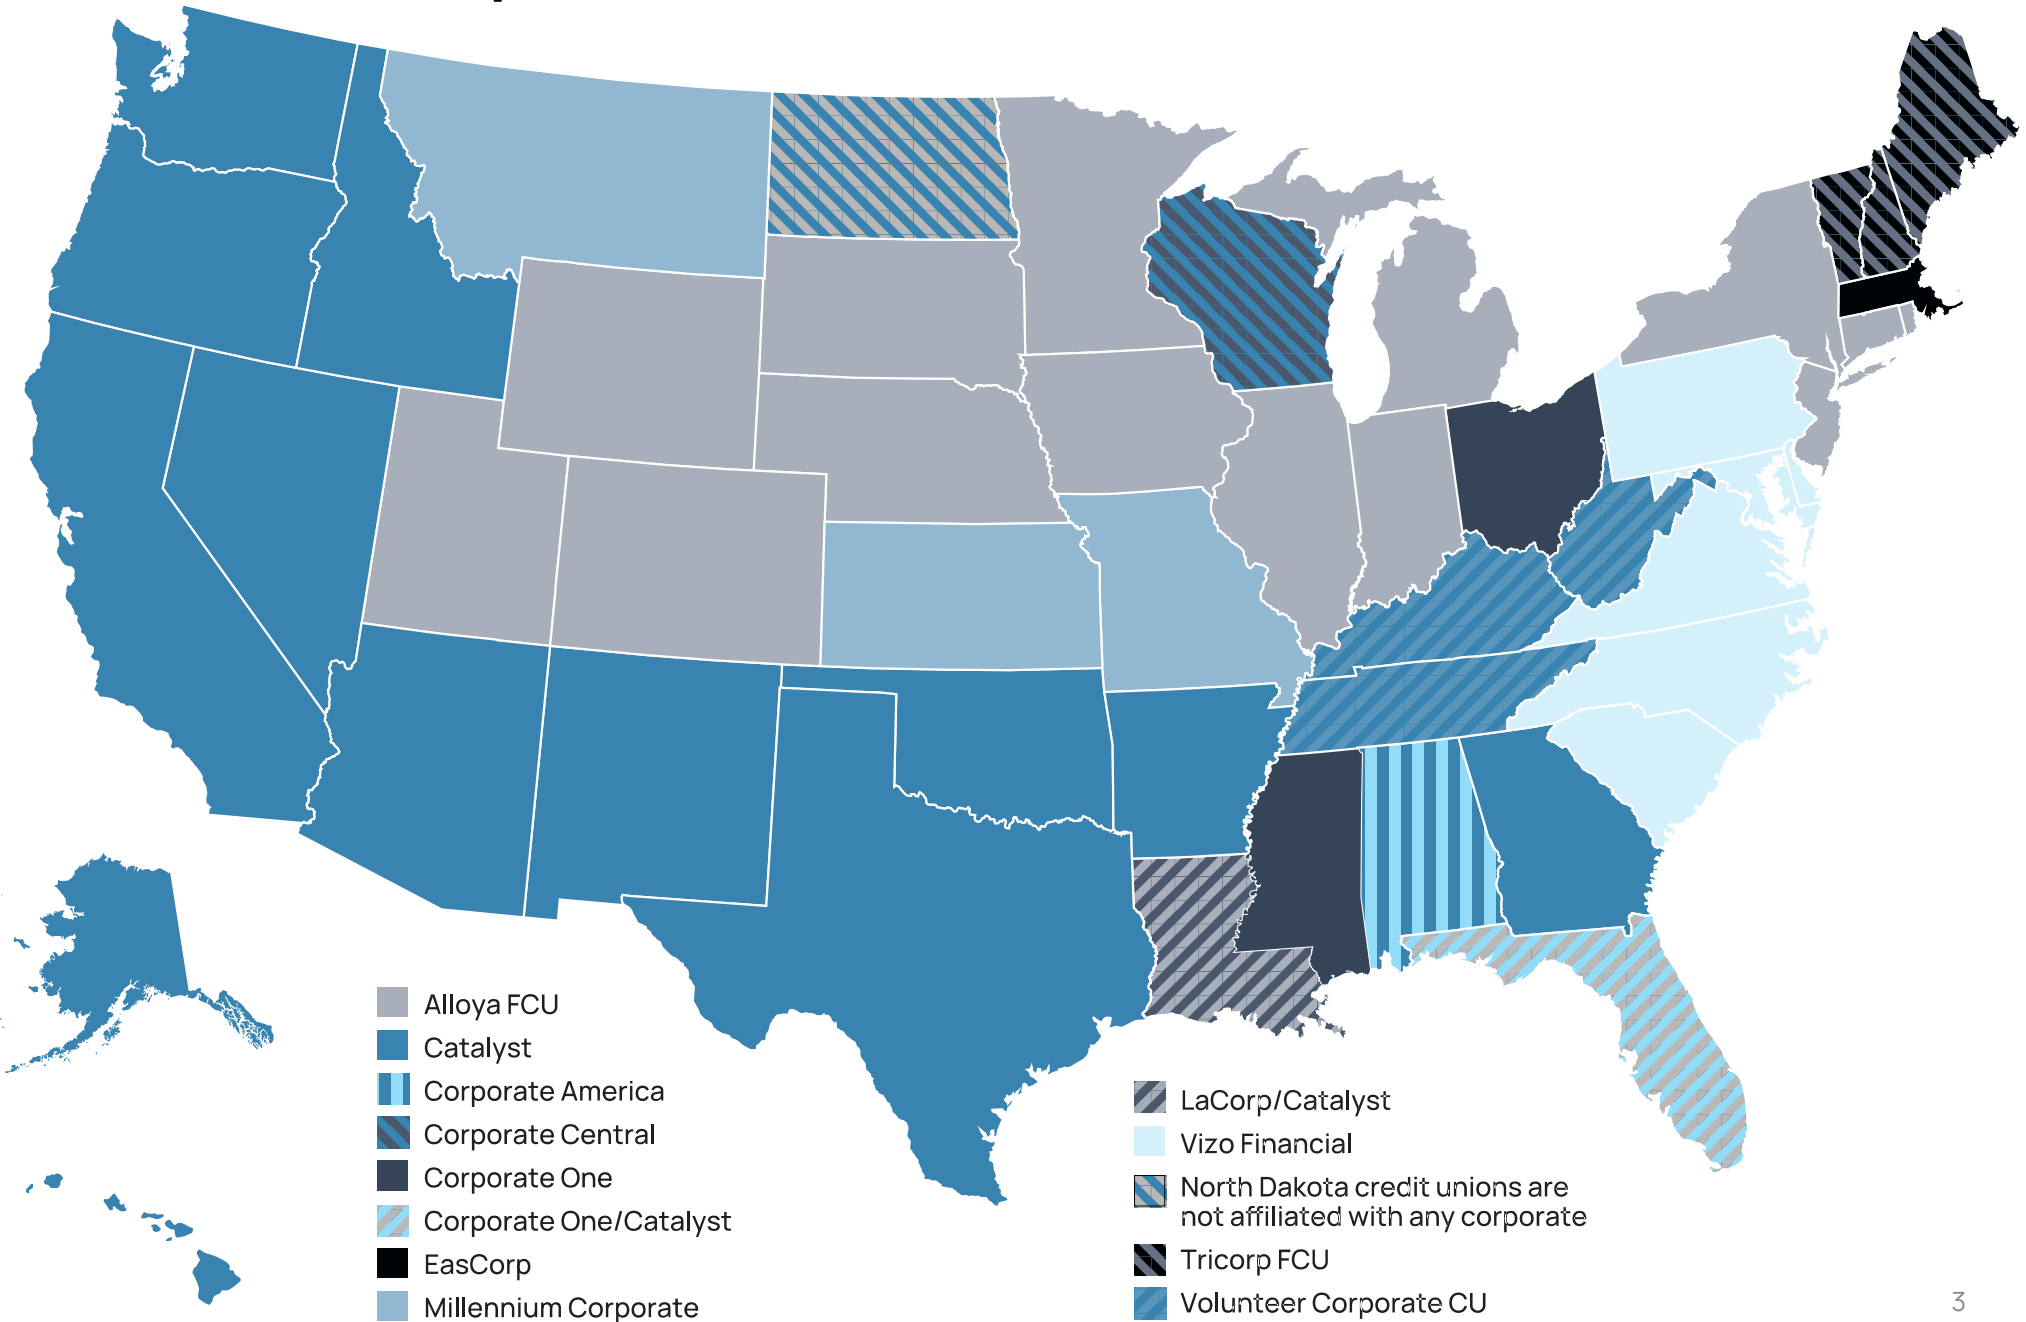 Alloya FCU
Catalyst
Corporate America
Corporate Central
Corporate One
Corporate One/Catalyst
EasCorp
Millennium Corporate
LaCorp/Catalyst
Vizo Financial
North Dakota credit unions are
not affiliated with any corporate
Tricorp FCU
Volunteer Corporate CU
3